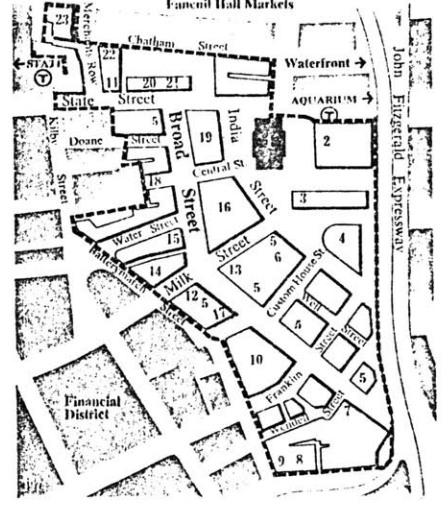 Faneuil Hall Markets
23
Merchants Row
Chatham Street
22
← STATE
T
11
20 21
Waterfront →
AQUARIUM →
T
John Fitzgerald Expressway
State Street
Kilby Street
Doane Street
5
Broad Street
19
India Street
2
Central St.
18
16
3
Water Street
15
Batterymarch Street
14
Milk Street
13
5
6
5
4
Custom House St.
12
5
17
Well Street
5
10
Franklin
5
Financial
District
Wendell Street
7
9 8